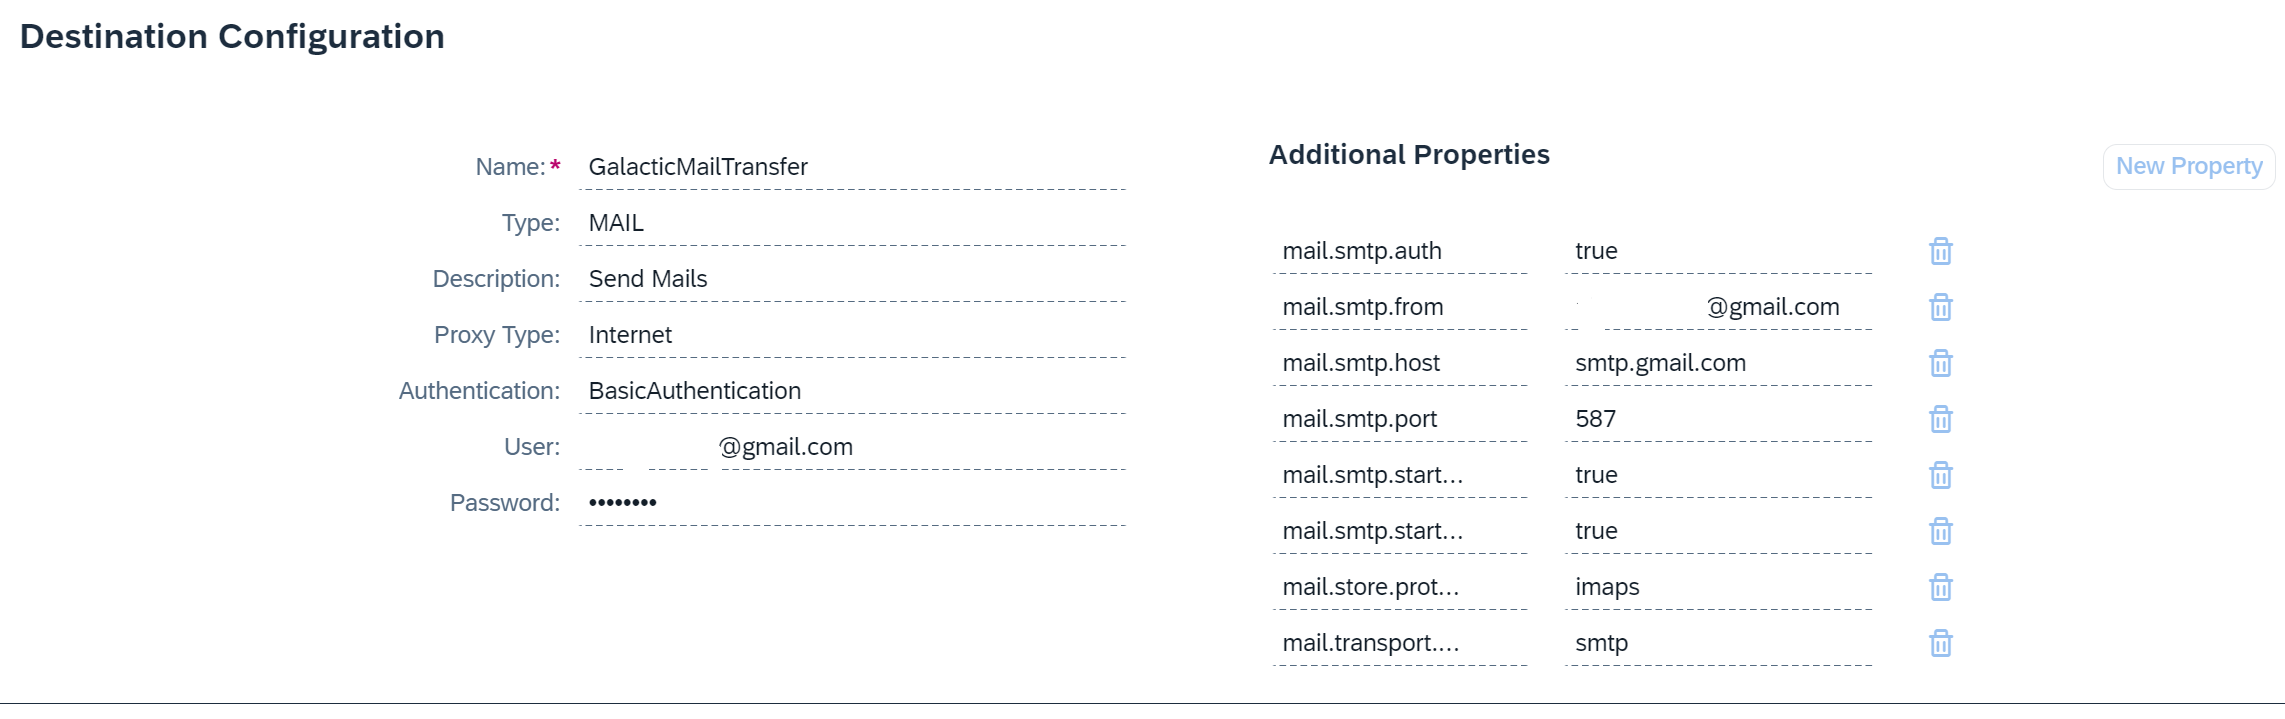 Destination Configuration
Name:* GalacticMailTransfer
Type: MAIL
Description: Send Mails
Proxy Type: Internet
Authentication: BasicAuthentication
User: @gmail.com
Password: ••••••••
Additional Properties
New Property
mail.smtp.auth true
mail.smtp.from @gmail.com
mail.smtp.host smtp.gmail.com
mail.smtp.port 587
mail.smtp.start... true
mail.smtp.start... true
mail.store.prot... imaps
mail.transport.... smtp